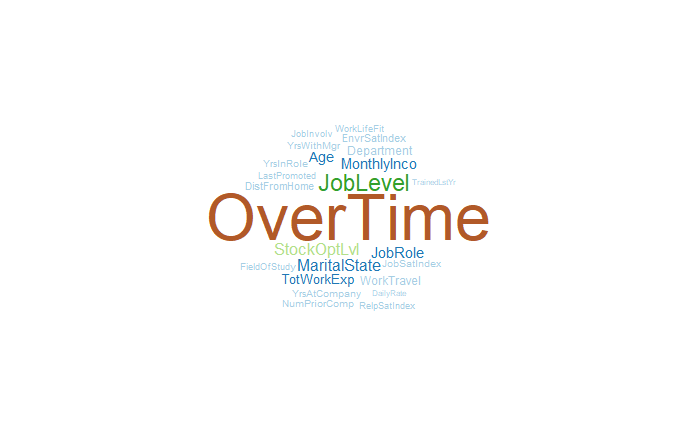 WorkLifeFit
JobInvolv
EnvrSatIndex
YrsWithMgr
Department
Age
MonthlyInco
YrsInRole
LastPromoted
JobLevel
TrainedLstYr
DistFromHome
OverTime
StockOptLvl
JobRole
FieldOfStudy
MaritalState
JobSatIndex
TotWorkExp
WorkTravel
YrsAtCompany
DailyRate
NumPriorComp
RelpSatIndex